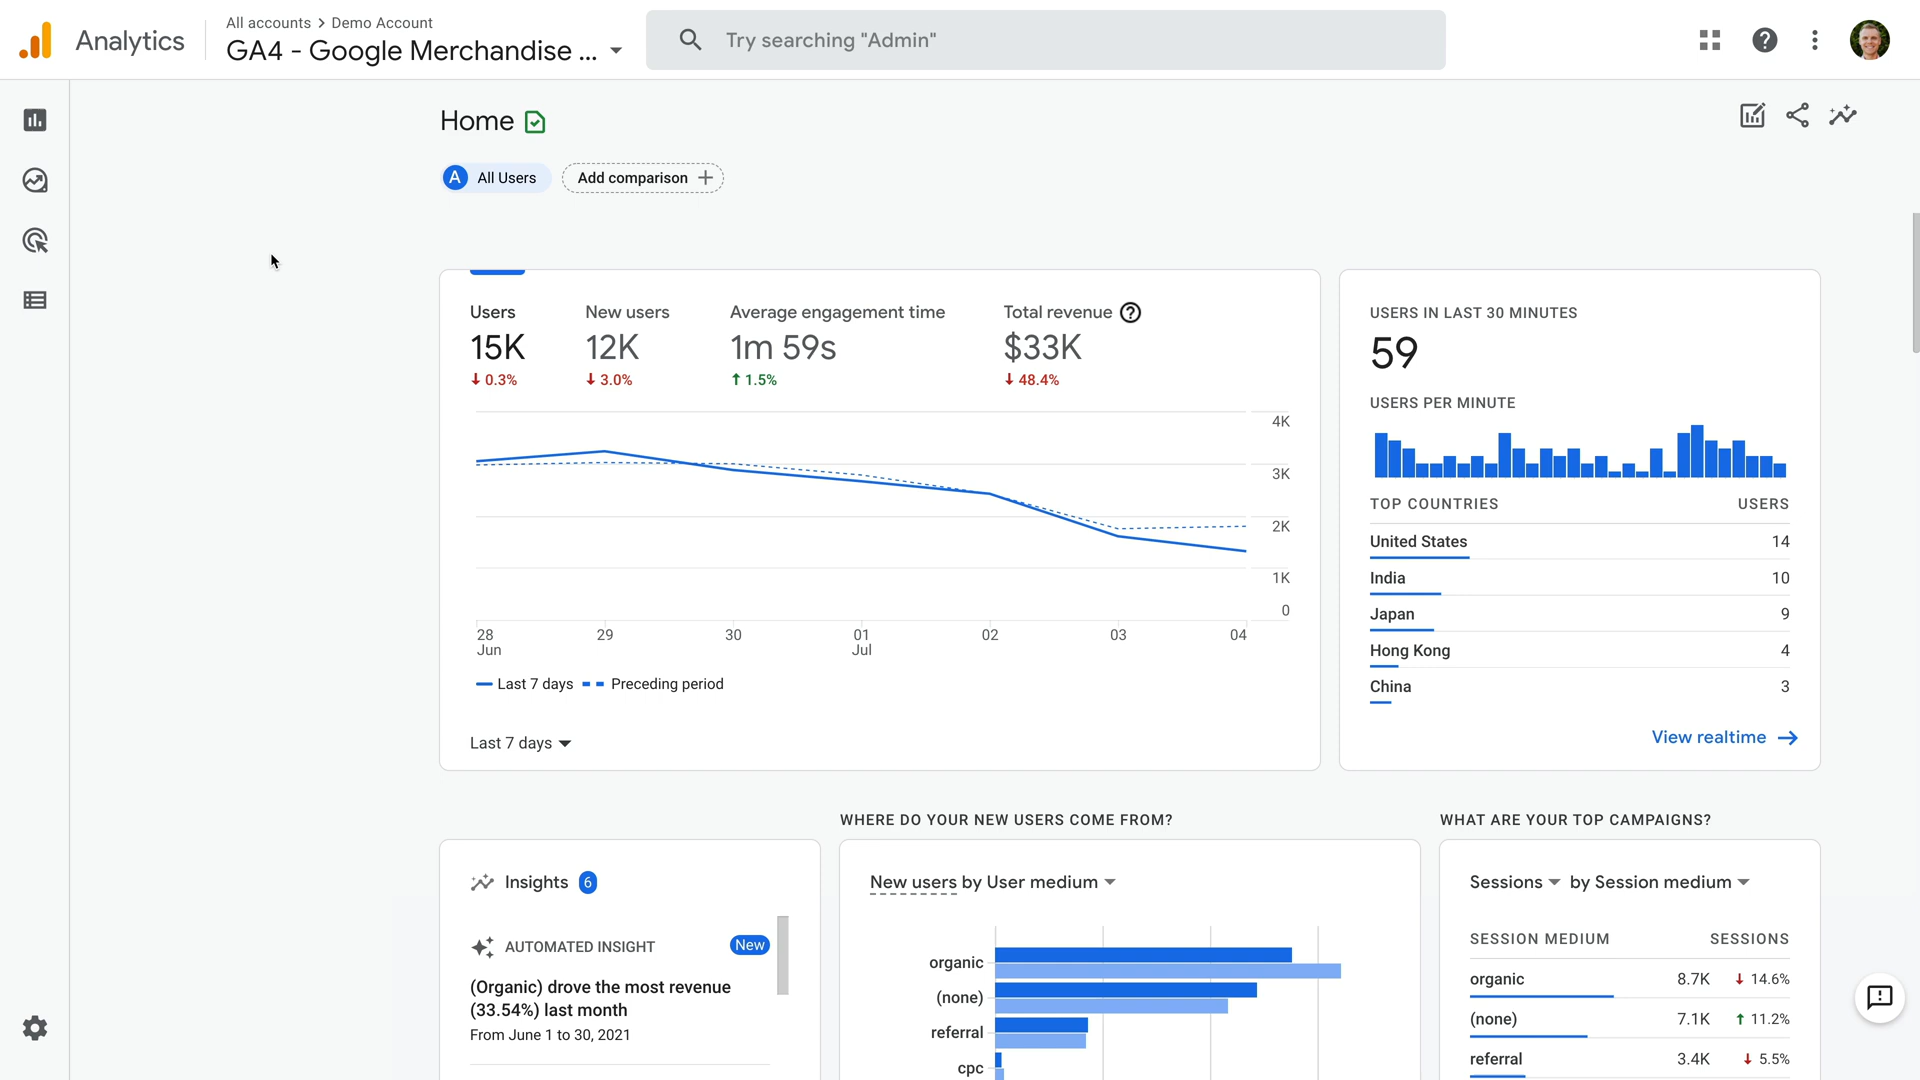 Analytics
All accounts > Demo Account
GA4 - Google Merchandise ...
Try searching "Admin"
Home
A All Users
Add comparison
Users
15K
0.3%
New users
12K
3.0%
Average engagement time
1m 59s
1.5%
Total revenue
$33K
48.4%
4K
3K
2K
1K
0
28
Jun
29
30
01
Jul
02
03
04
Last 7 days
Preceding period
Last 7 days
USERS IN LAST 30 MINUTES
59
USERS PER MINUTE
TOP COUNTRIES USERS
United States 14
India 10
Japan 9
Hong Kong 4
China 3
View realtime
Insights 6
AUTOMATED INSIGHT New
(Organic) drove the most revenue
(33.54%) last month
From June 1 to 30, 2021
WHERE DO YOUR NEW USERS COME FROM?
New users by User medium
organic
(none)
referral
cpc
WHAT ARE YOUR TOP CAMPAIGNS?
Sessions by Session medium
SESSION MEDIUM SESSIONS
organic 8.7K 14.6%
(none) 7.1K 11.2%
referral 3.4K 5.5%